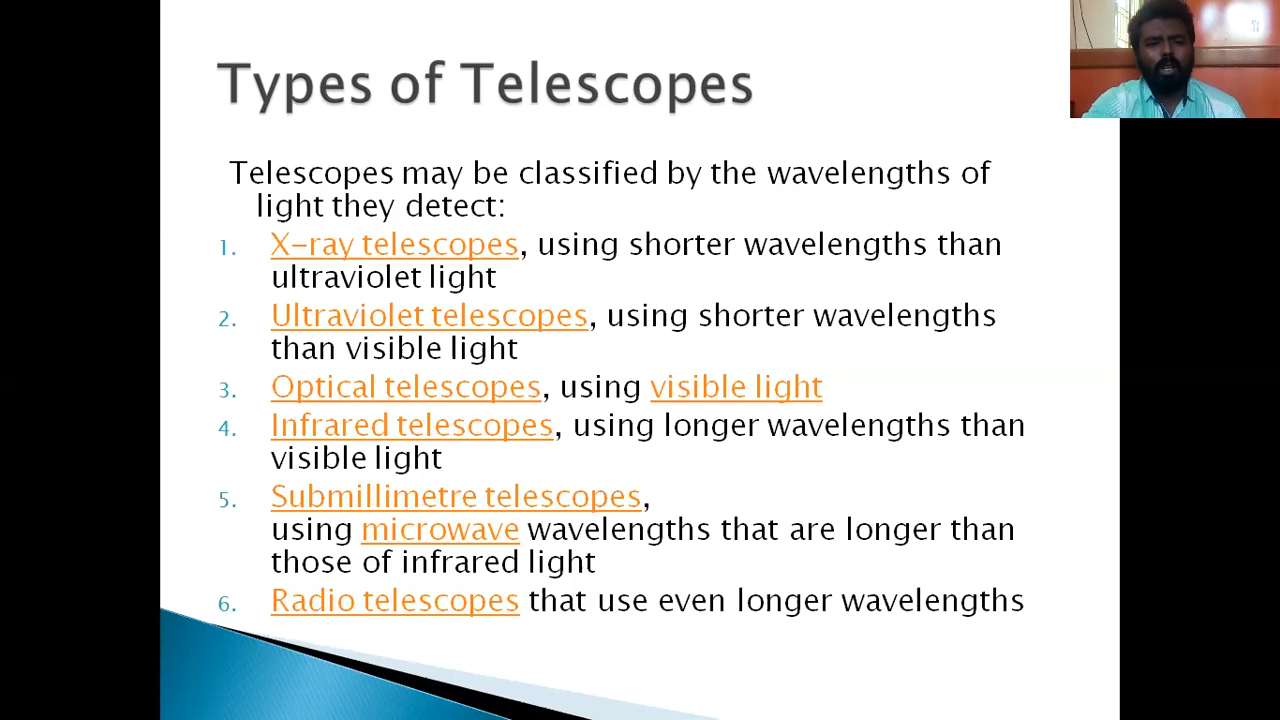 Types of Telescopes
Telescopes may be classified by the wavelengths of
light they detect:
1. X-ray telescopes, using shorter wavelengths than
ultraviolet light
2. Ultraviolet telescopes, using shorter wavelengths
than visible light
3. Optical telescopes, using visible light
4. Infrared telescopes, using longer wavelengths than
visible light
5. Submillimetre telescopes,
using microwave wavelengths that are longer than
those of infrared light
6. Radio telescopes that use even longer wavelengths